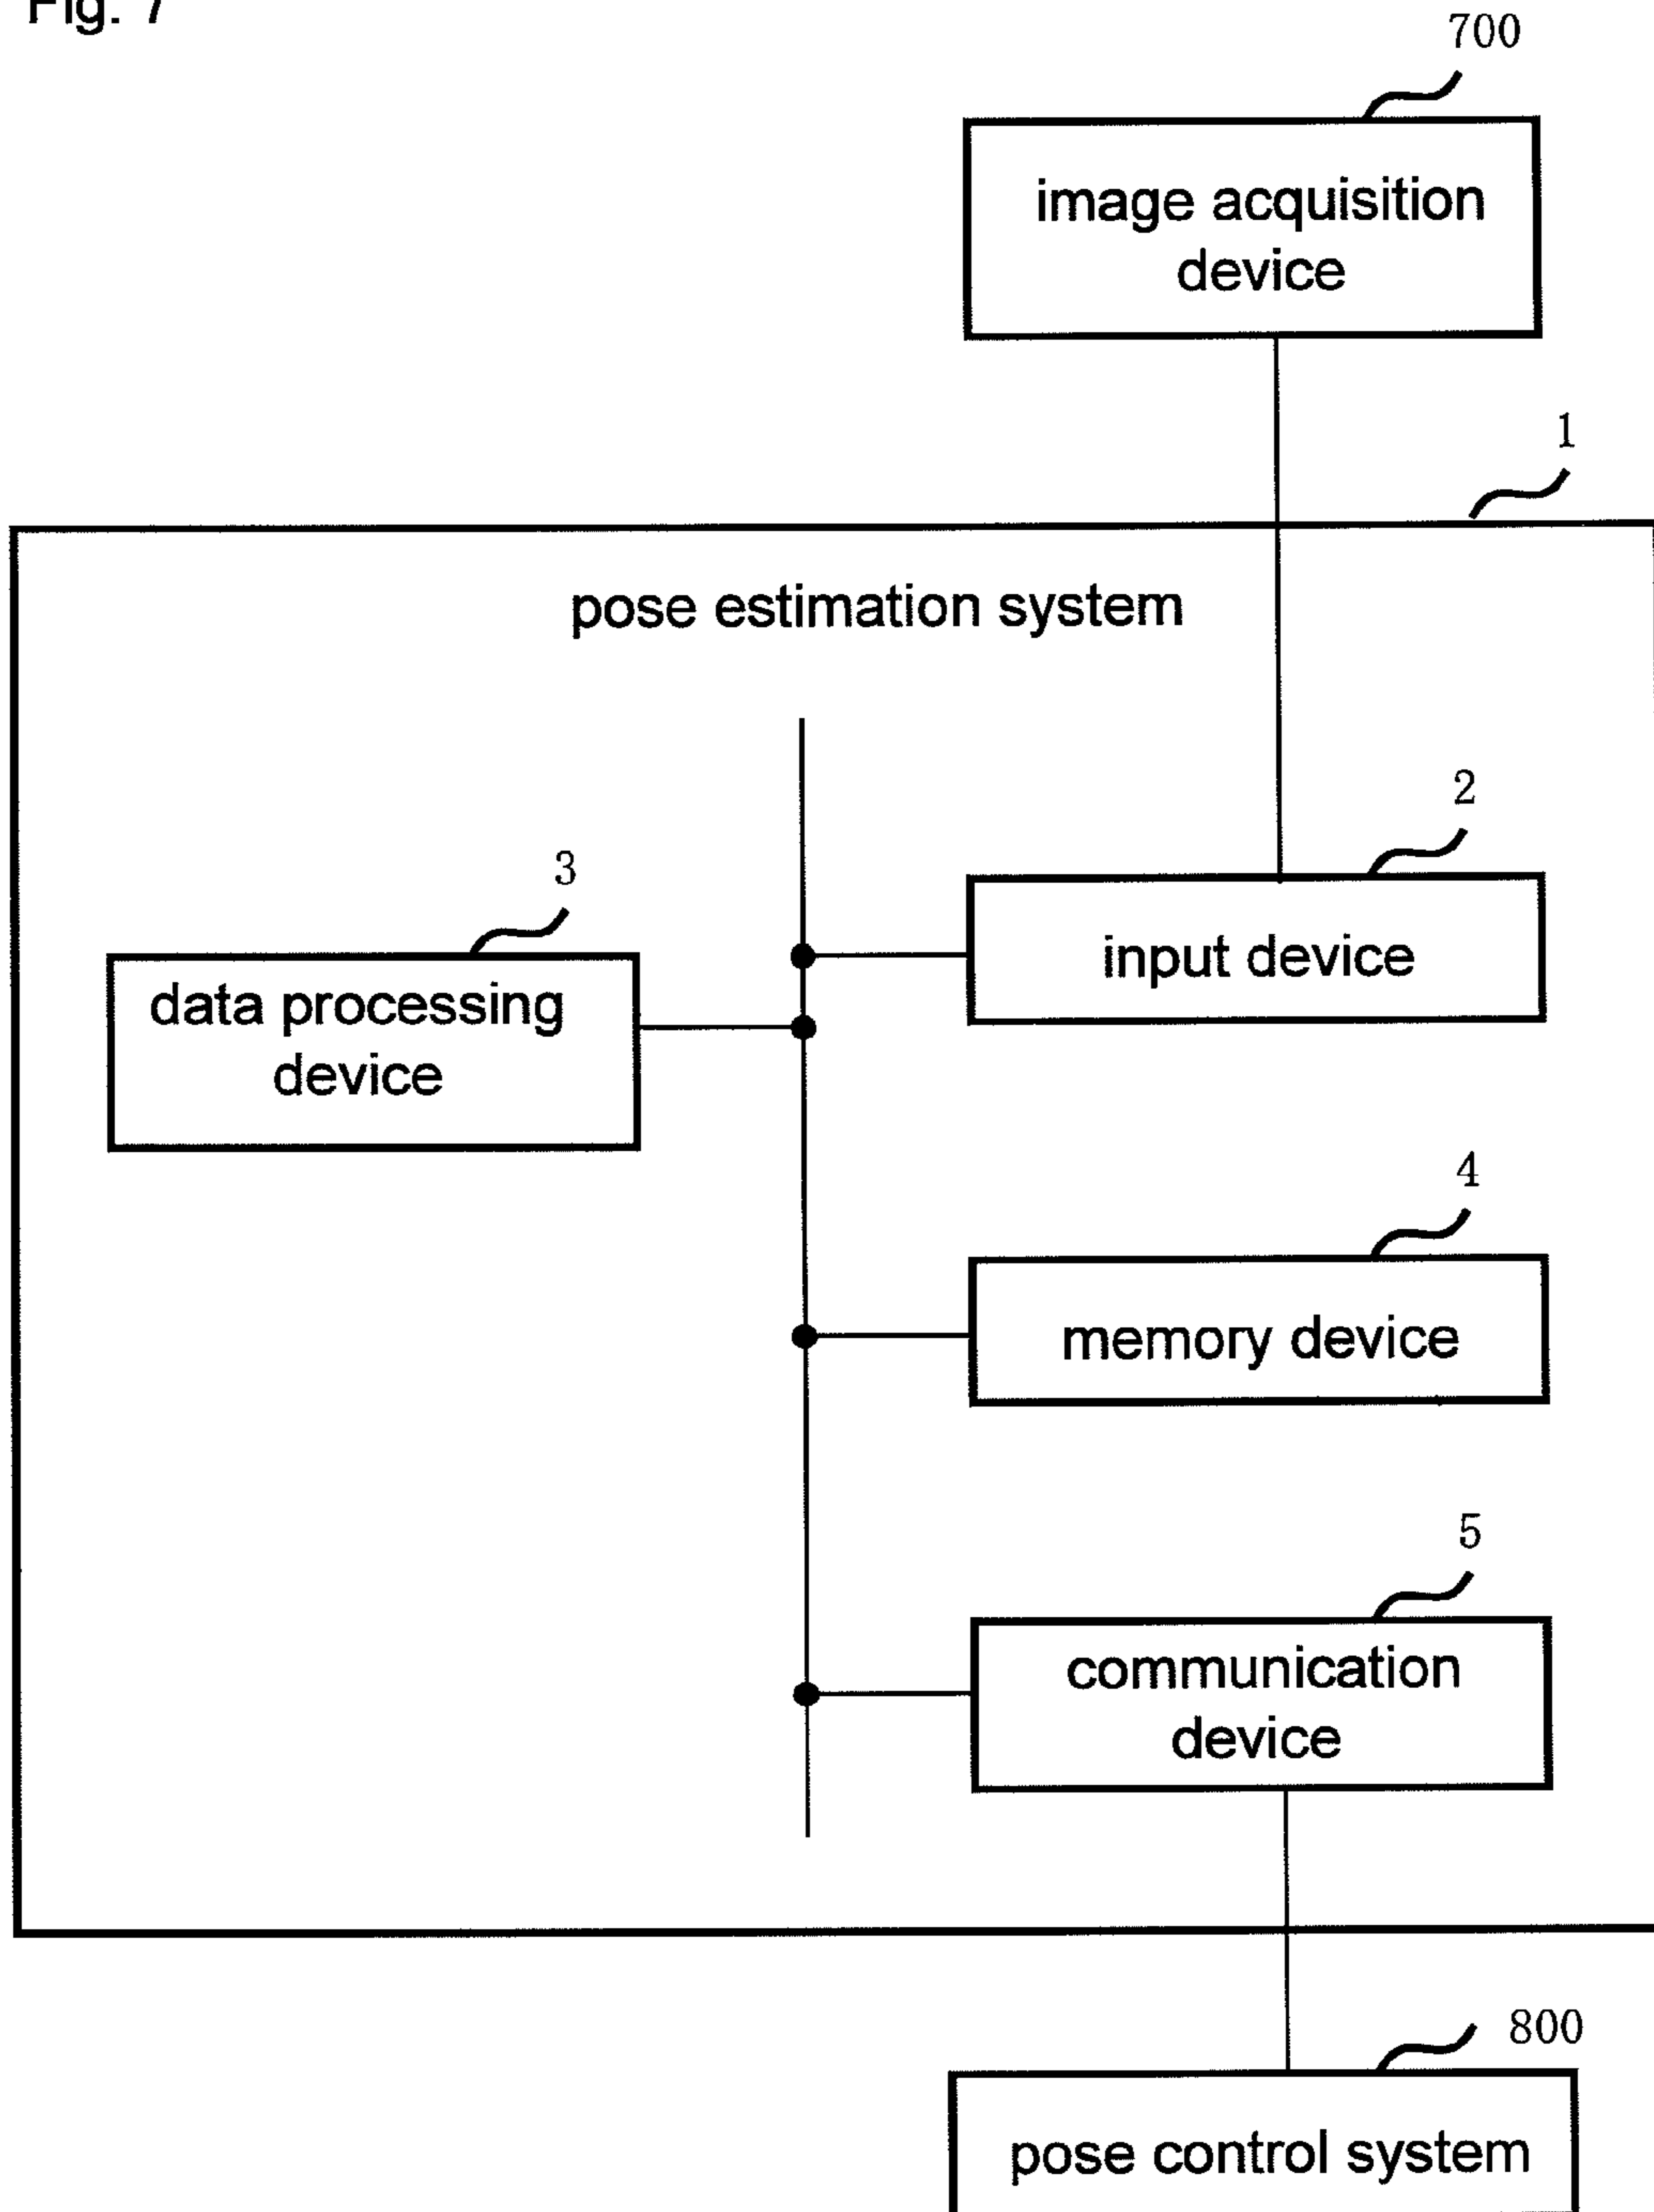 Fig. 7
700
image acquisition
device
1
pose estimation system
2
input device
3
data processing
device
4
memory device
5
communication
device
800
pose control system